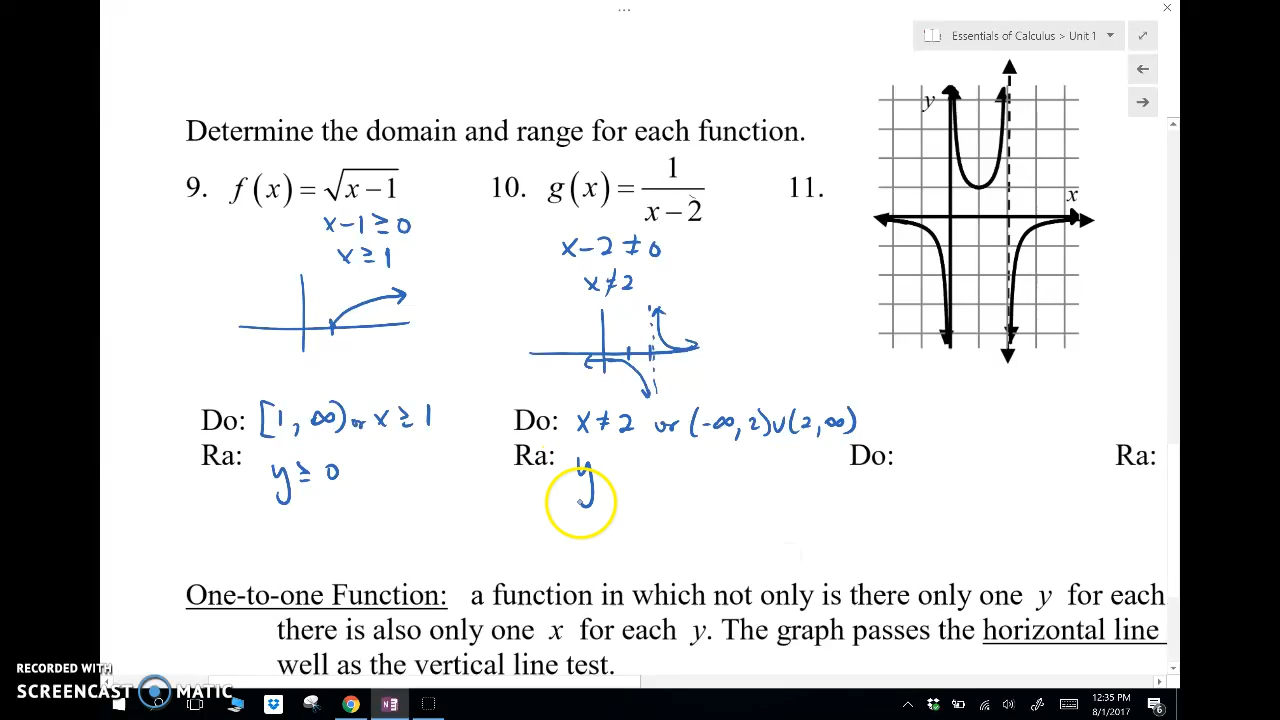 ...
Essentials of Calculus > Unit 1
Determine the domain and range for each function.
9. f(x) = √x−1
x−1 ≥ 0
x ≥ 1
10. g(x) = 1/(x−2)
x−2 ≠ 0
x ≠ 2
11.
y
x
Do: [1, ∞) or x ≥ 1
Ra: y ≥ 0
Do: x ≠ 2 or (-∞, 2)∪(2, ∞)
Ra: y
Do:
Ra:
One-to-one Function: a function in which not only is there only one y for each
there is also only one x for each y. The graph passes the horizontal line
well as the vertical line test.
RECORDED WITH
SCREENCAST MATIC
12:35 PM
8/1/2017
6